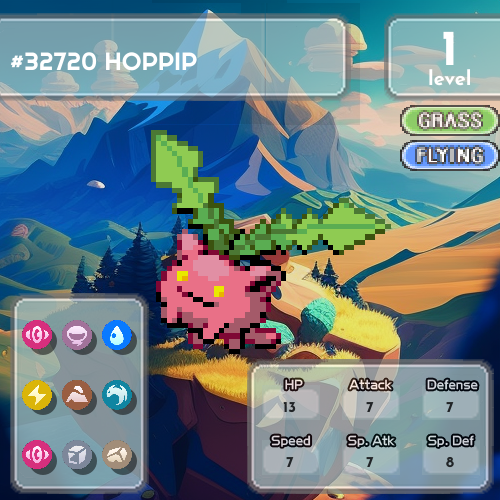 #32720 HOPPIP
1
level
GRASS
FLYING
HP Attack Defense
13 7 7
Speed Sp. Atk Sp. Def
7 7 8